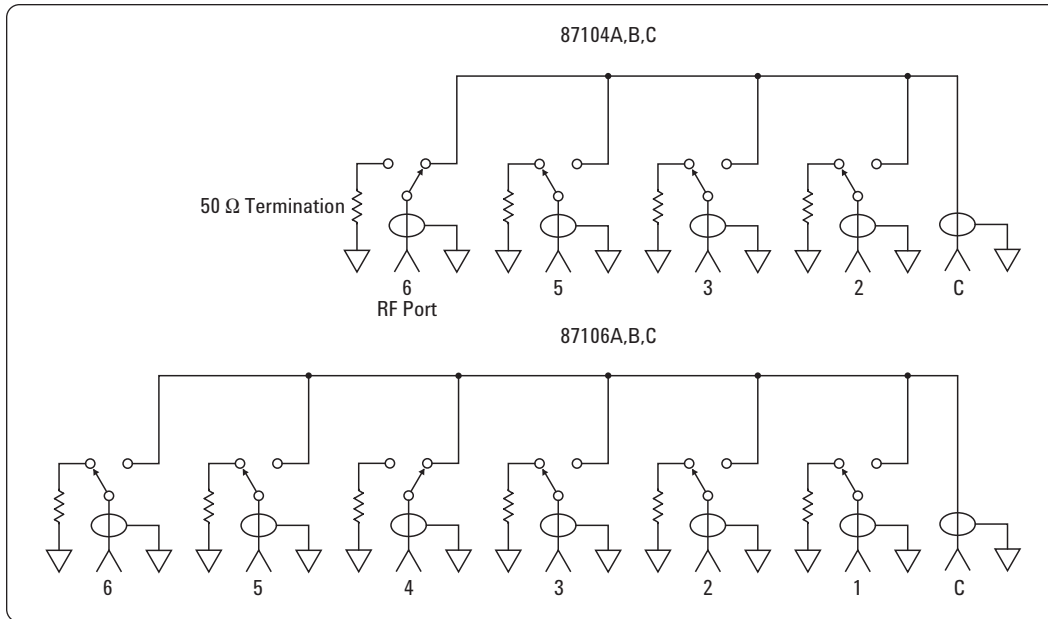 87104A,B,C
50 Ω Termination
6 5 3 2 C
RF Port
87106A,B,C
6 5 4 3 2 1 C